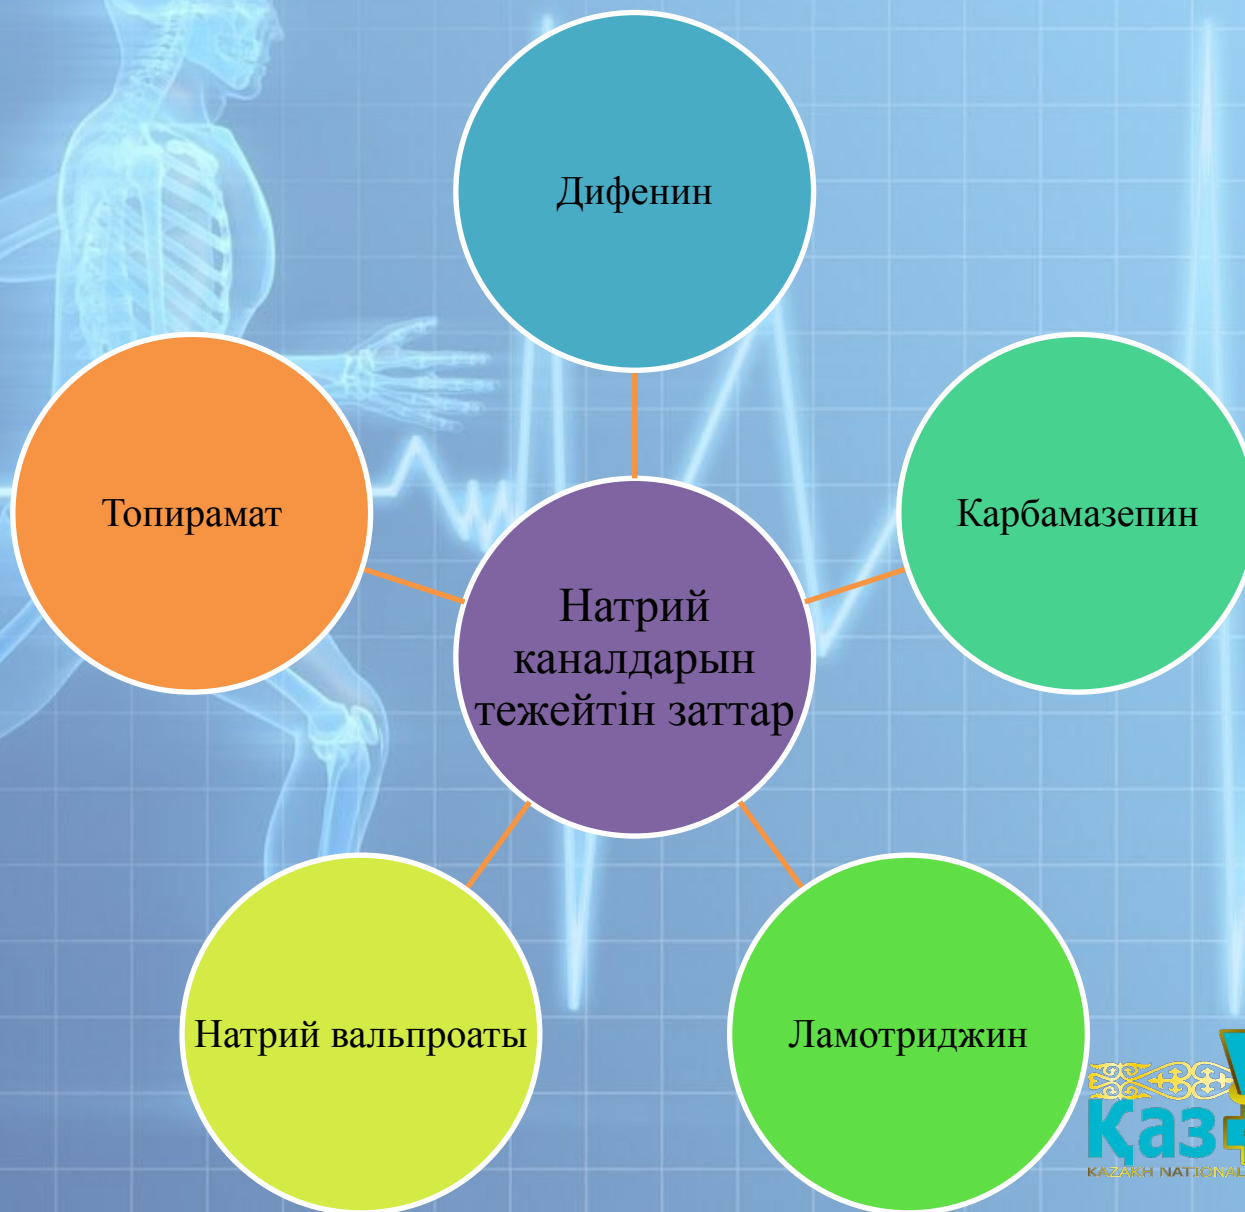 Дифенин
Топирамат
Карбамазепин
Натрий
каналдарын
тежейтін заттар
Натрий вальпроаты
Ламотриджин
Қаз
KAZAKH NATIONAL